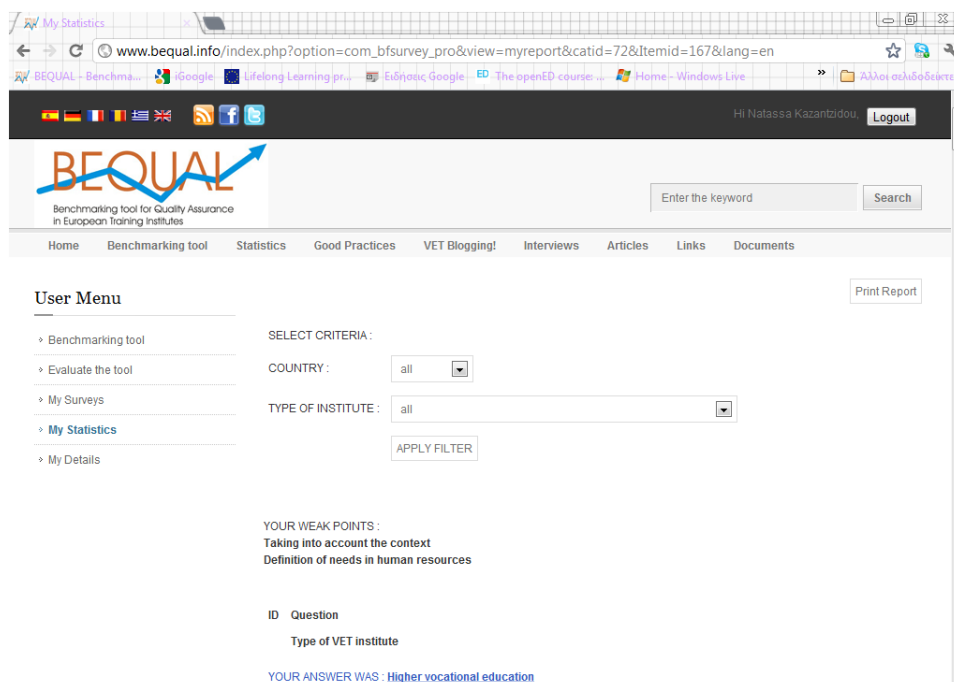 My Statistics
www.bequal.info/index.php?option=com_bfsurvey_pro&view=myreport&catid=72&Itemid=167&lang=en
BEQUAL - Benchma... Google Lifelong Learning pr... Ειδήσεις Google ED The openED course: ... Home - Windows Live » Άλλοι σελιδοδείκτε
Hi Natassa Kazantzidou, Logout
BEQUAL
Benchmarking tool for Quality Assurance
in European Training Institutes
Enter the keyword Search
Home Benchmarking tool Statistics Good Practices VET Blogging! Interviews Articles Links Documents
User Menu
Print Report
Benchmarking tool
Evaluate the tool
My Surveys
My Statistics
My Details
SELECT CRITERIA :
COUNTRY : all
TYPE OF INSTITUTE : all
APPLY FILTER
YOUR WEAK POINTS :
Taking into account the context
Definition of needs in human resources
ID Question
Type of VET institute
YOUR ANSWER WAS : Higher vocational education